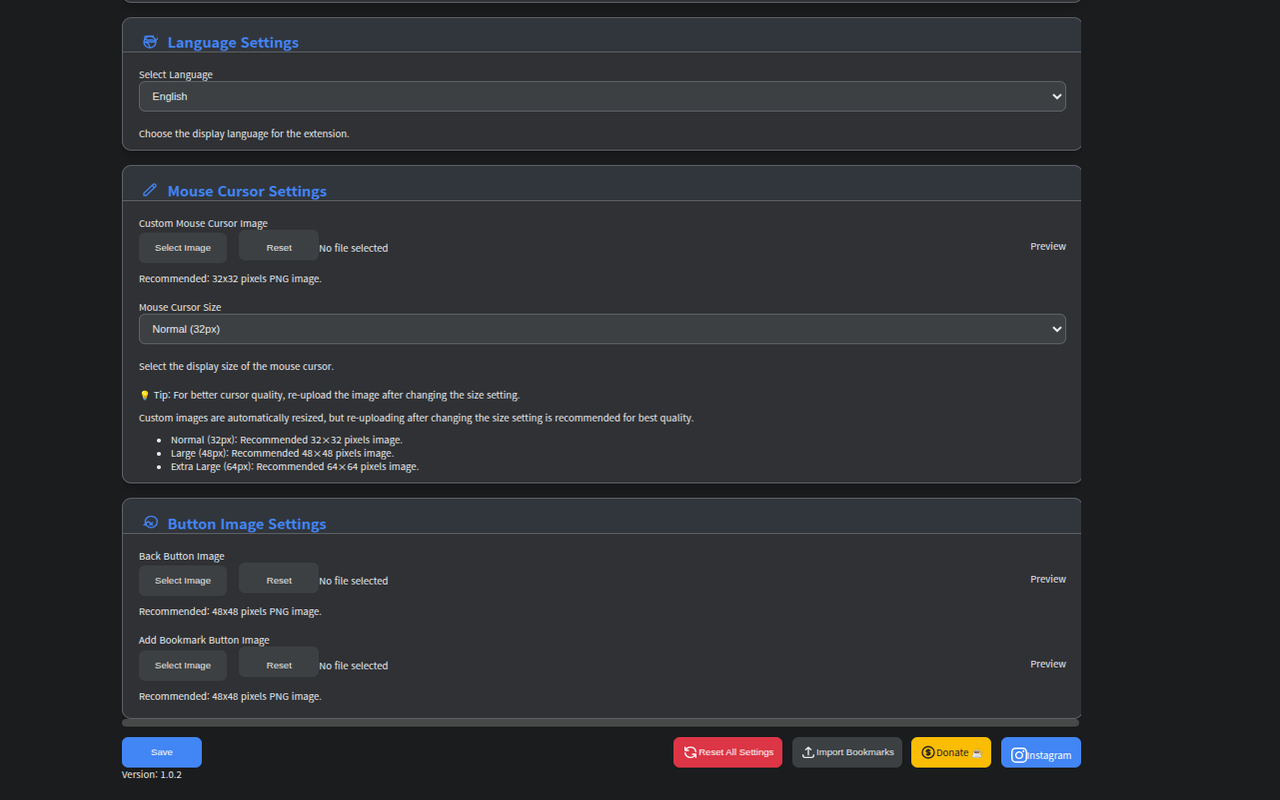 Language Settings
Select Language
English
Choose the display language for the extension.
Mouse Cursor Settings
Custom Mouse Cursor Image
Select Image Reset No file selected Preview
Recommended: 32x32 pixels PNG image.
Mouse Cursor Size
Normal (32px)
Select the display size of the mouse cursor.
💡 Tip: For better cursor quality, re-upload the image after changing the size setting.
Custom images are automatically resized, but re-uploading after changing the size setting is recommended for best quality.
• Normal (32px): Recommended 32×32 pixels image.
• Large (48px): Recommended 48×48 pixels image.
• Extra Large (64px): Recommended 64×64 pixels image.
Button Image Settings
Back Button Image
Select Image Reset No file selected Preview
Recommended: 48x48 pixels PNG image.
Add Bookmark Button Image
Select Image Reset No file selected Preview
Recommended: 48x48 pixels PNG image.
Save Reset All Settings Import Bookmarks Donate ☕ Instagram
Version: 1.0.2